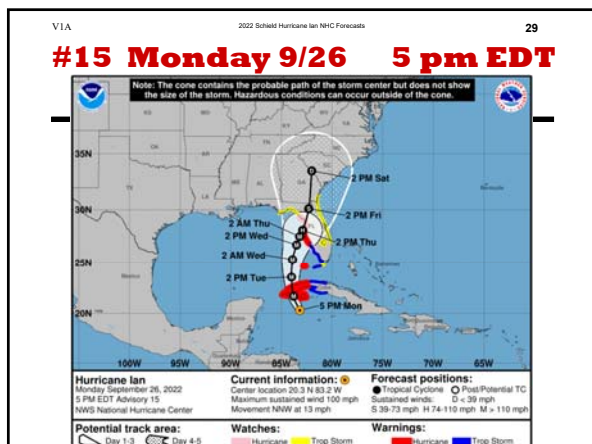 V1A 2022 Schield Hurricane Ian NHC Forecasts 29
#15 Monday 9/26 5 pm EDT
Note: The cone contains the probable path of the storm center but does not show
the size of the storm. Hazardous conditions can occur outside of the cone.
35N
30N
25N
20N
2 PM Sat
2 PM Fri
2 AM Thu
2 PM Wed
2 PM Thu
2 AM Wed
2 PM Tue
5 PM Mon
Mexico
Bermuda
100W 95W 90W 85W 80W 75W 70W 65W
Hurricane Ian
Monday September 26, 2022
5 PM EDT Advisory 15
NWS National Hurricane Center
Current information:
Center location 20.3 N 83.2 W
Maximum sustained wind 100 mph
Movement NNW at 13 mph
Forecast positions:
Tropical Cyclone Post/Potential TC
Sustained winds: D < 39 mph
S 39-73 mph H 74-110 mph M > 110 mph
Potential track area:
Day 1-3 Day 4-5
Watches:
Hurricane Trop Storm
Warnings:
Hurricane Trop Storm